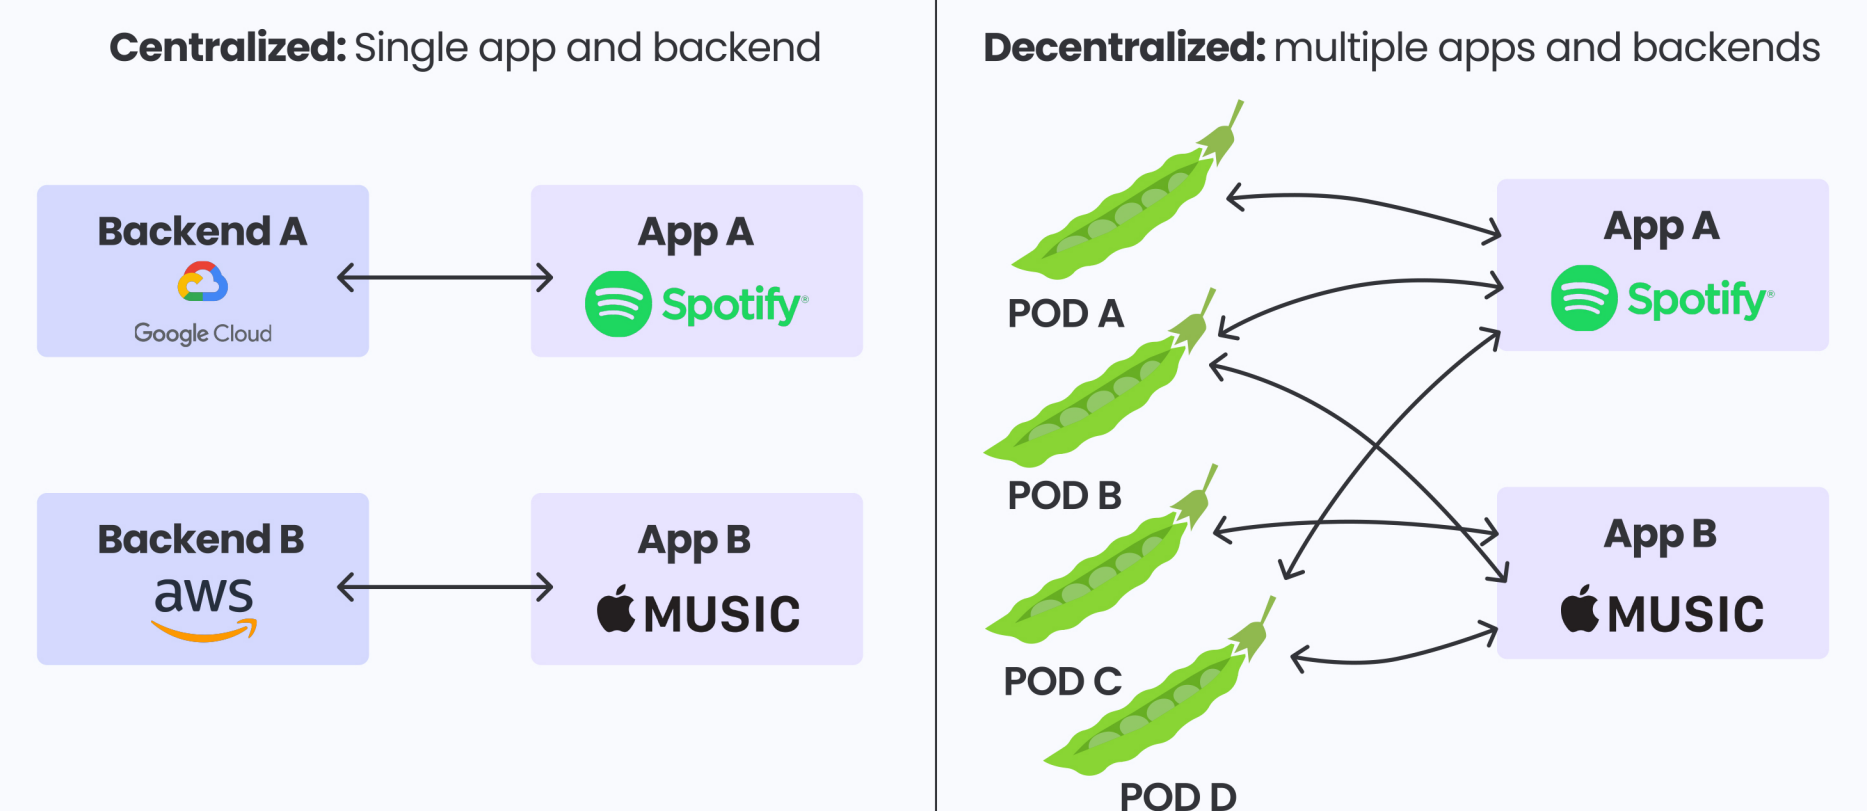 Centralized: Single app and backend
Backend A
Google Cloud
App A
Spotify®
Backend B
aws
App B
MUSIC
Decentralized: multiple apps and backends
POD A
POD B
POD C
POD D
App A
Spotify®
App B
MUSIC